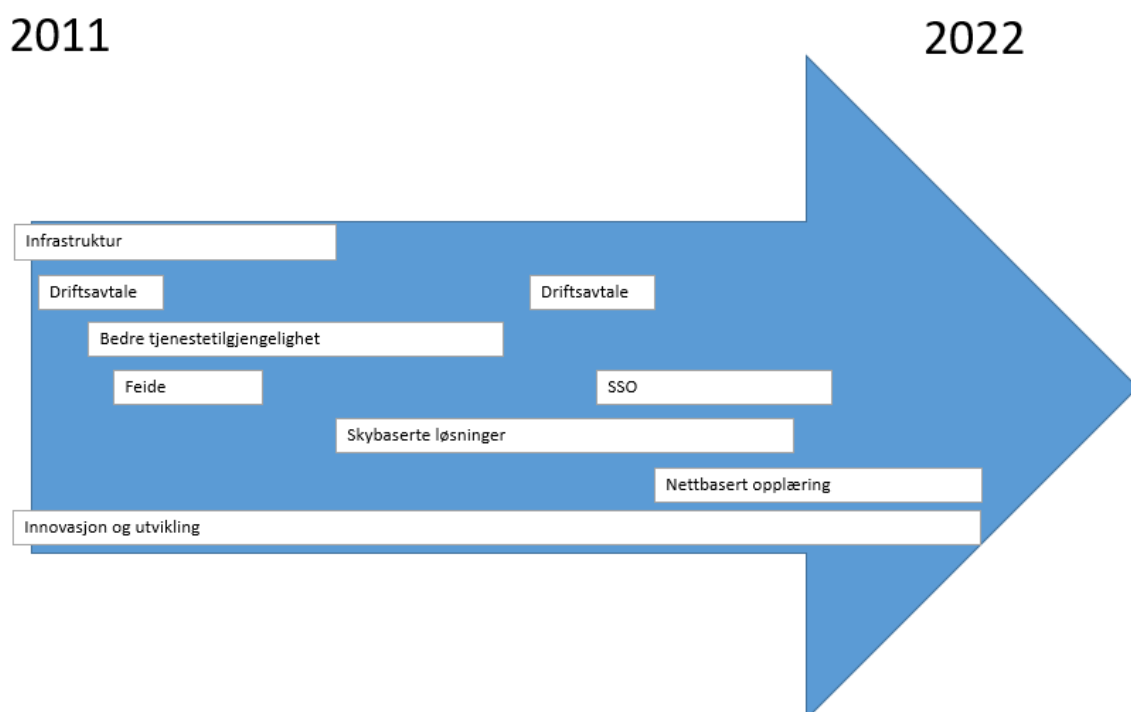 2011
2022
Infrastruktur
Driftsavtale
Driftsavtale
Bedre tjenestetilgjengelighet
Feide
SSO
Skybaserte løsninger
Nettbasert opplæring
Innovasjon og utvikling